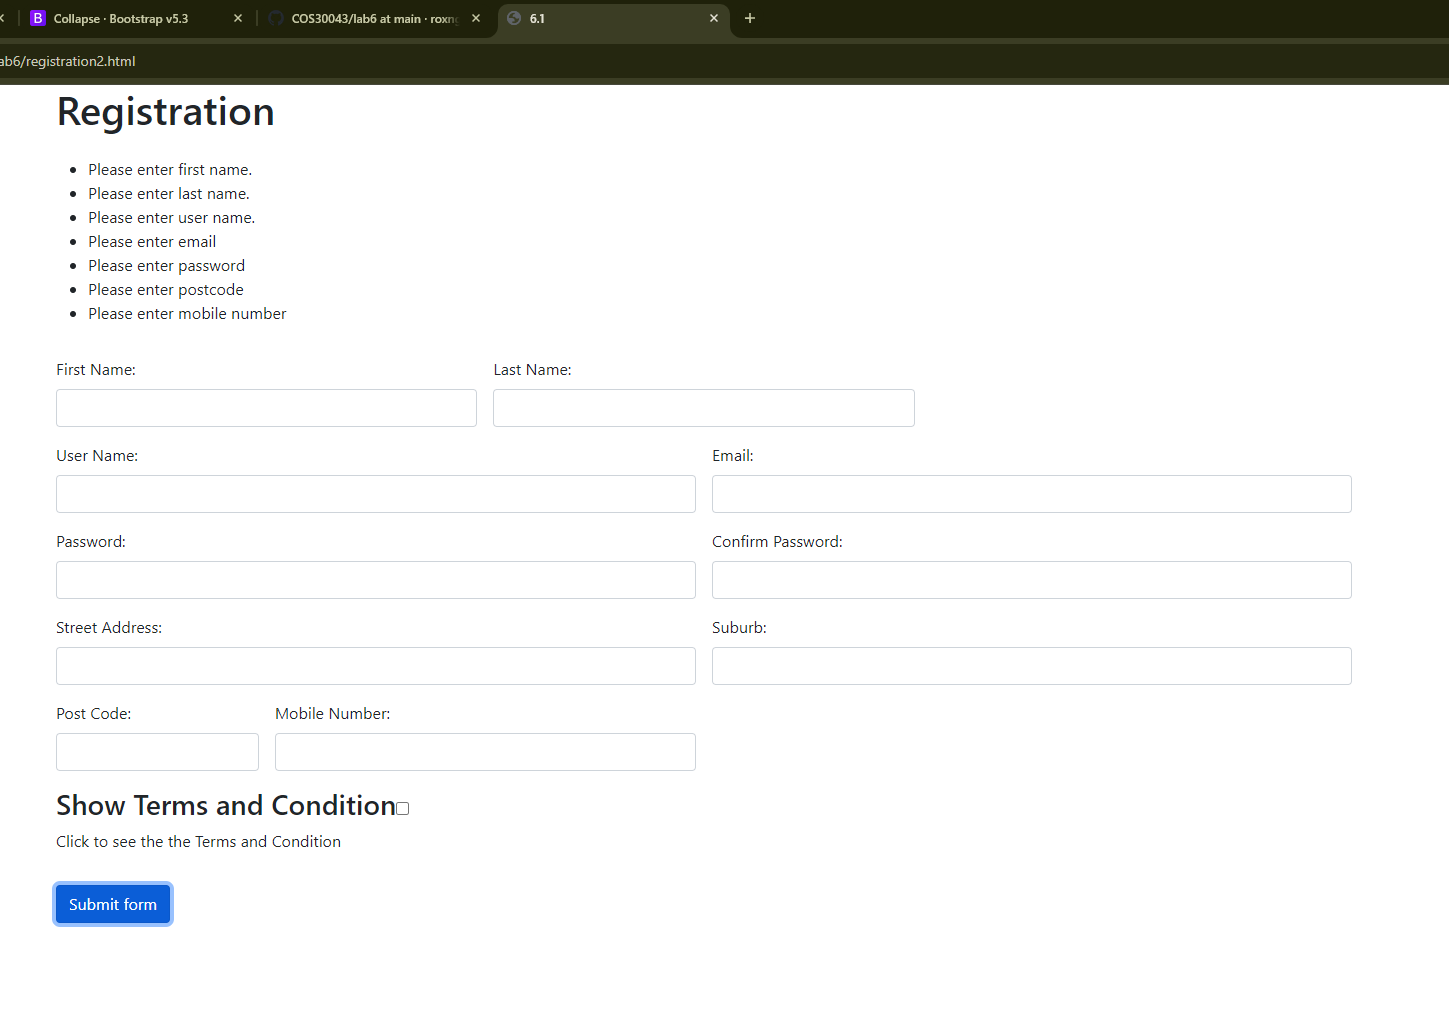 B Collapse · Bootstrap v5.3
COS30043/lab6 at main · roxn
6.1
ab6/registration2.html
Registration
Please enter first name.
Please enter last name.
Please enter user name.
Please enter email
Please enter password
Please enter postcode
Please enter mobile number
First Name: Last Name:
User Name: Email:
Password: Confirm Password:
Street Address: Suburb:
Post Code: Mobile Number:
Show Terms and Condition
Click to see the the Terms and Condition
Submit form